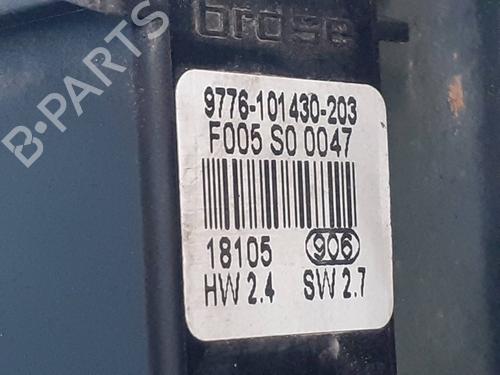 brose
9776-101430-203
F005 S0 0047
18105 906
HW 2.4 SW 2.7
B-PARTS